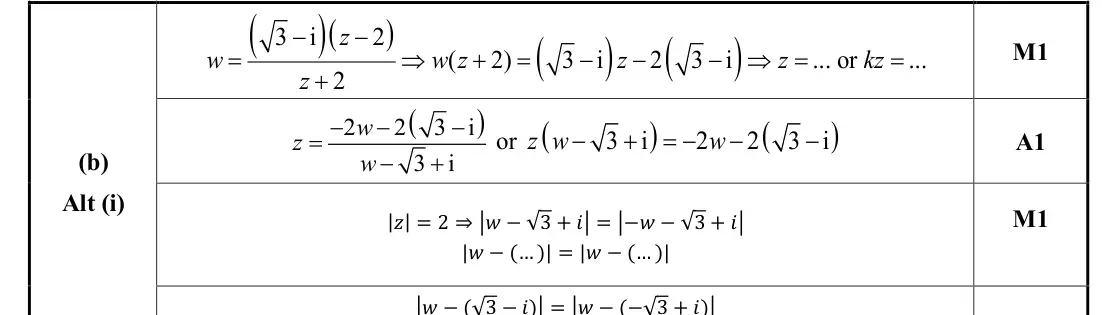 w = ((√3 − i)(z − 2))/(z + 2) ⇒ w(z + 2) = (√3 − i)z − 2(√3 − i) ⇒ z = ... or kz = ... M1
z = (−2w − 2(√3 − i))/(w − √3 + i) or z(w − √3 + i) = −2w − 2(√3 − i) A1
(b)
Alt (i)
|z| = 2 ⇒ |w − √3 + i| = |−w − √3 + i| M1
|w − (…)| = |w − (…)|
|w − (√3 − i)| = |w − (−√3 + i)|